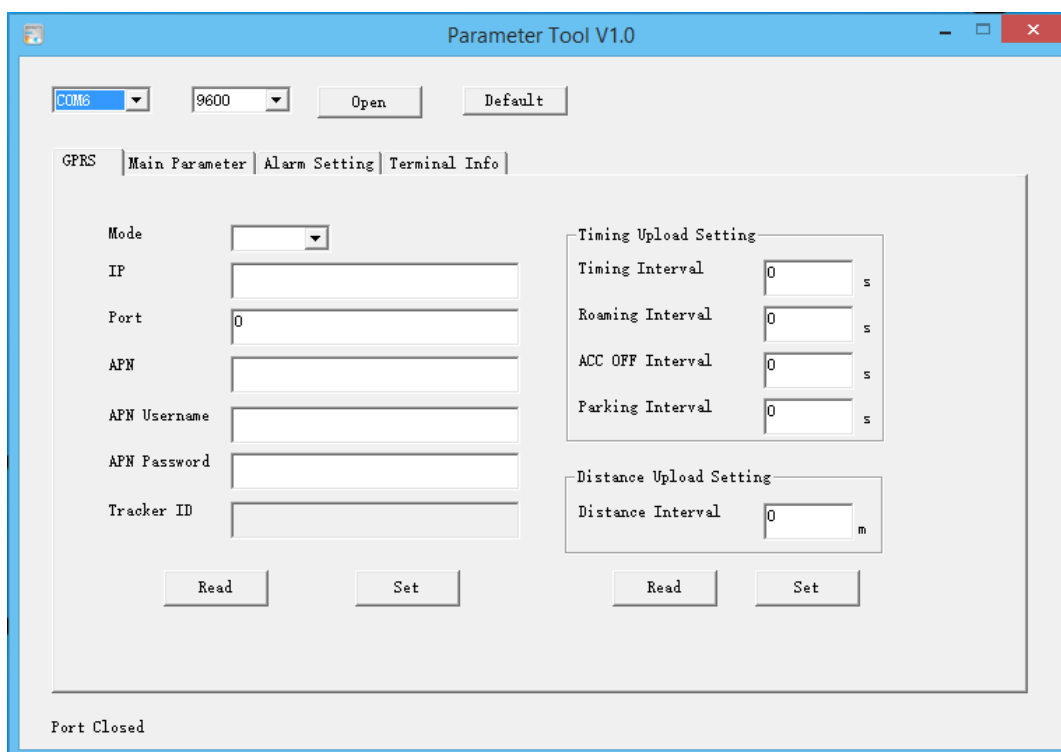 Parameter Tool V1.0
COM6 9600 Open Default
GPRS Main Parameter Alarm Setting Terminal Info
Mode
IP
Port 0
APN
APN Username
APN Password
Tracker ID
Read Set
Timing Upload Setting
Timing Interval 0 s
Roaming Interval 0 s
ACC OFF Interval 0 s
Parking Interval 0 s
Distance Upload Setting
Distance Interval 0 m
Read Set
Port Closed